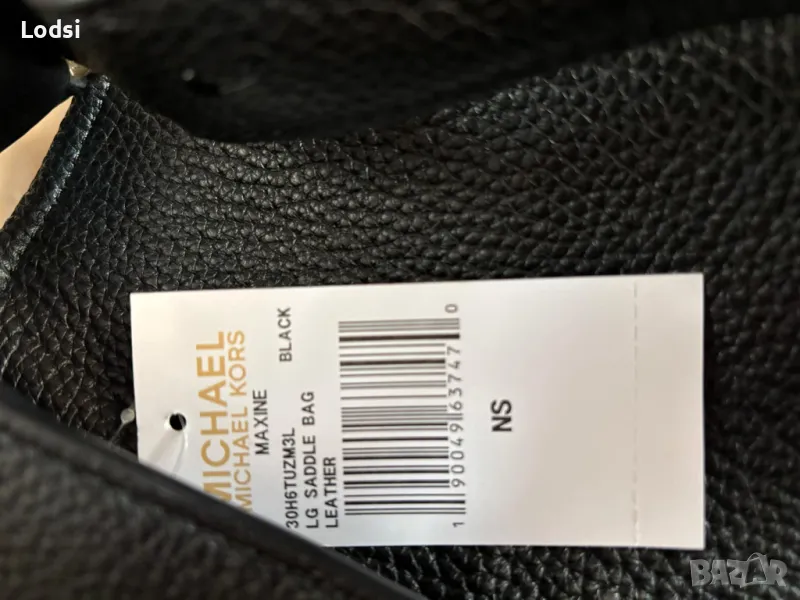 Lodsi
MICHAEL
MICHAEL KORS
MAXINE
BLACK
30H6TUZM3L
LG SADDLE BAG
LEATHER
1 90049 63747 0
NS
BAZAR